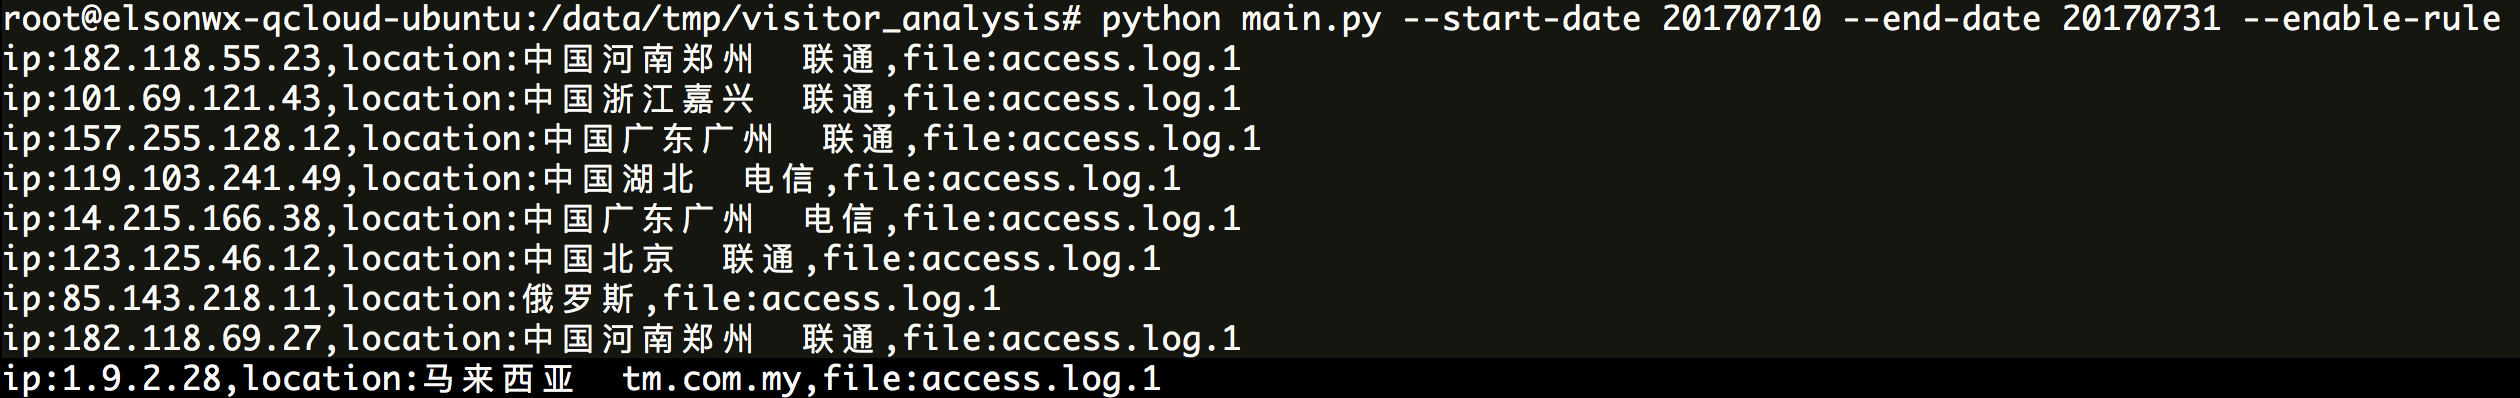 root@elsonwx-qcloud-ubuntu:/data/tmp/visitor_analysis# python main.py --start-date 20170710 --end-date 20170731 --enable-rule
ip:182.118.55.23,location:中国河南郑州  联通,file:access.log.1
ip:101.69.121.43,location:中国浙江嘉兴  联通,file:access.log.1
ip:157.255.128.12,location:中国广东广州  联通,file:access.log.1
ip:119.103.241.49,location:中国湖北  电信,file:access.log.1
ip:14.215.166.38,location:中国广东广州  电信,file:access.log.1
ip:123.125.46.12,location:中国北京  联通,file:access.log.1
ip:85.143.218.11,location:俄罗斯,file:access.log.1
ip:182.118.69.27,location:中国河南郑州  联通,file:access.log.1
ip:1.9.2.28,location:马来西亚  tm.com.my,file:access.log.1